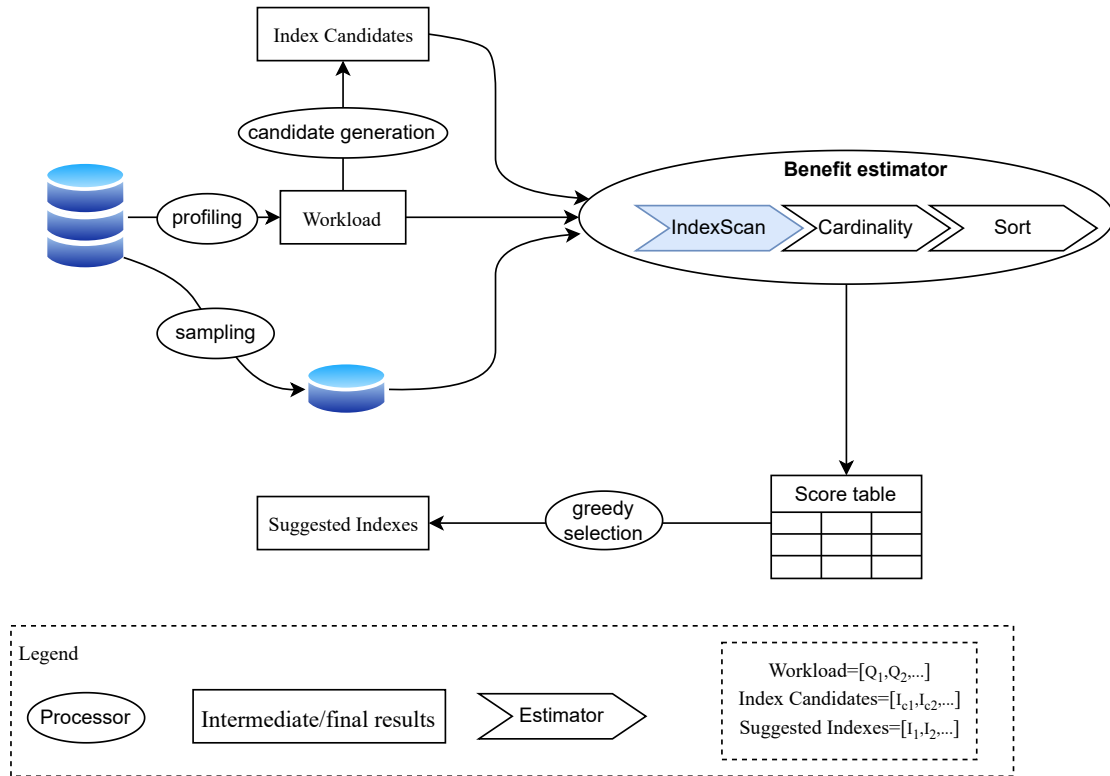 Index Candidates
candidate generation
Benefit estimator
profiling
Workload
IndexScan
Cardinality
Sort
sampling
Score table
greedy
selection
Suggested Indexes
Legend
Processor
Intermediate/final results
Estimator
Workload=[Q1,Q2,...]
Index Candidates=[Ic1,Ic2,...]
Suggested Indexes=[I1,I2,...]